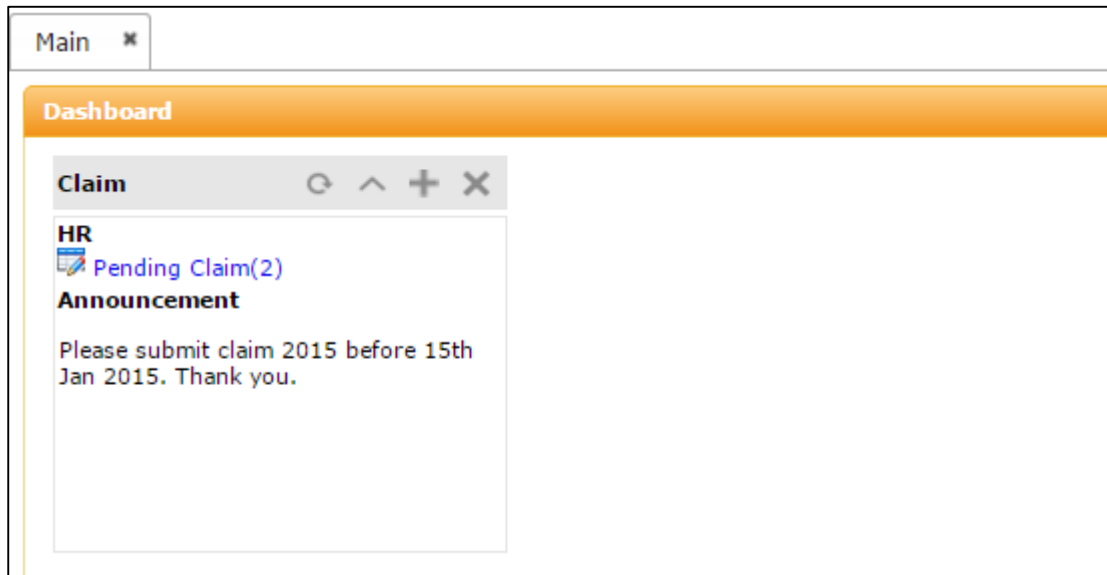 Main
Dashboard
Claim
HR
Pending Claim(2)
Announcement
Please submit claim 2015 before 15th
Jan 2015. Thank you.